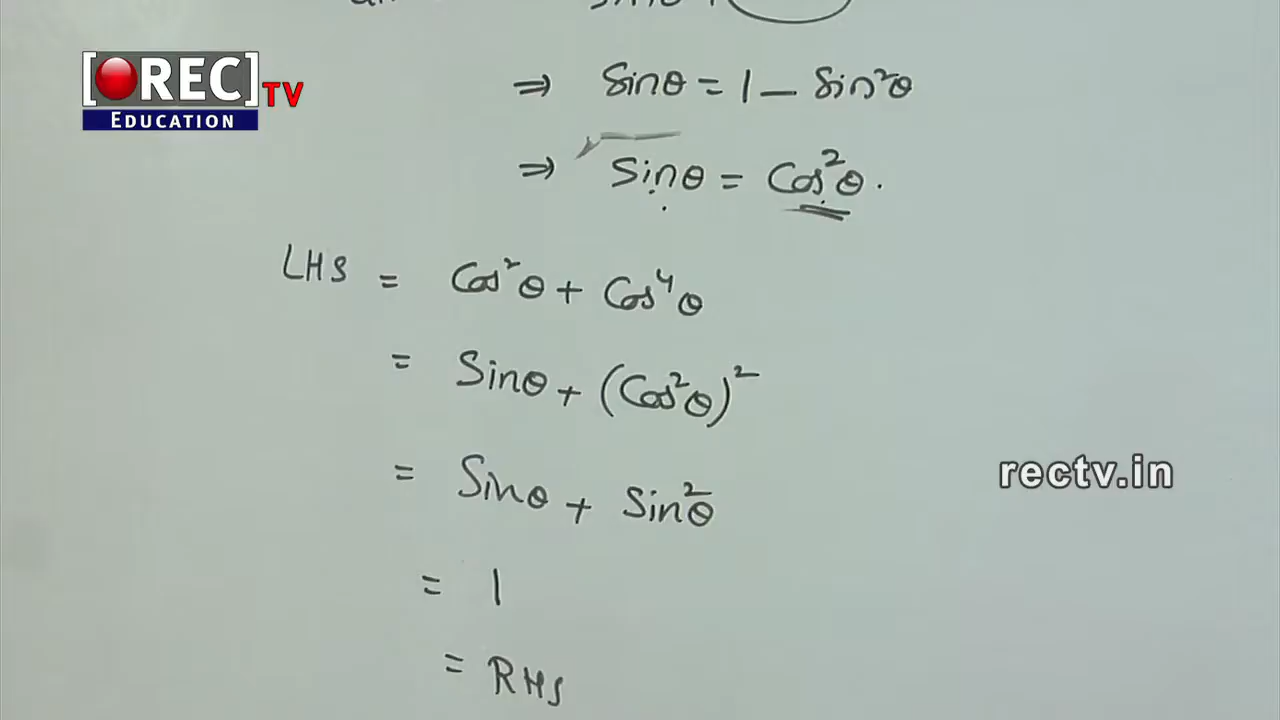 [REC] TV
EDUCATION
⇒ Sinθ = 1 – Sin²θ
⇒ Sinθ = Cos²θ.
LHS = Cos²θ + Cos⁴θ
= Sinθ + (Cos²θ)²
= Sinθ + Sin²θ
= 1
= RHS
rectv.in